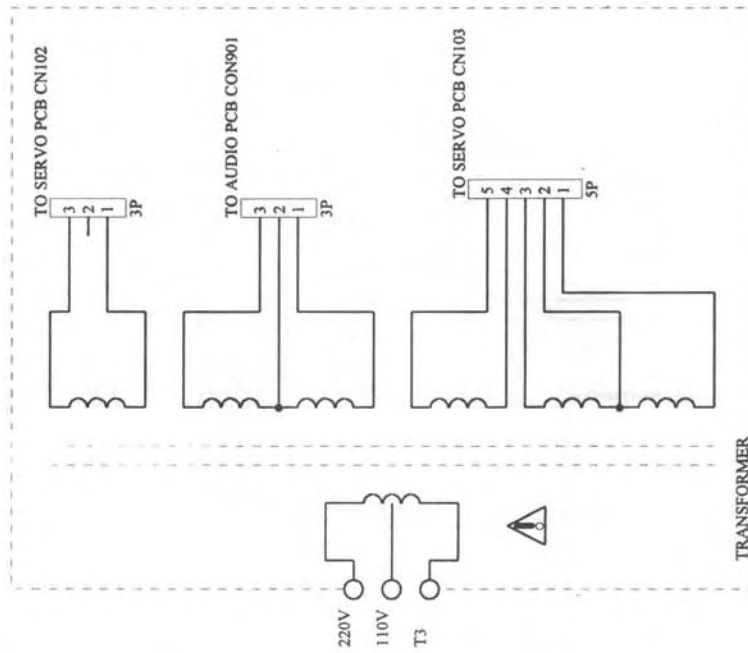 TO SERVO PCB CN102
3
2
1
3P
TO AUDIO PCB CON901
3
2
1
3P
TO SERVO PCB CN103
5
4
3
2
1
5P
220V
110V
T3
TRANSFORMER